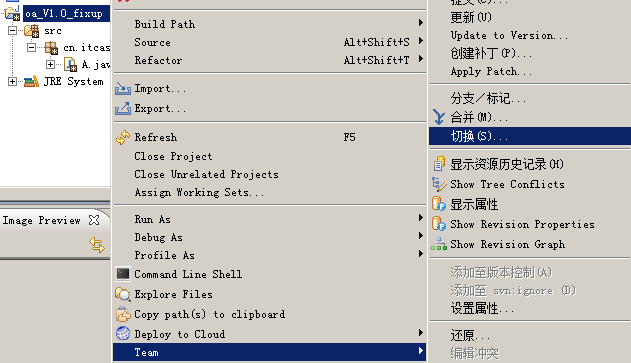 oa_V1.0_fixup
src
cn.itcas
A.jav
JRE System
Image Preview
Build Path
Source Alt+Shift+S
Refactor Alt+Shift+T
Import...
Export...
Refresh F5
Close Project
Close Unrelated Projects
Assign Working Sets...
Run As
Debug As
Profile As
Command Line Shell
Explore Files
Copy path(s) to clipboard
Deploy to Cloud
Team
更新(U)
Update to Version...
创建补丁(P)...
Apply Patch...
分支／标记...
合并(M)...
切换(S)...
显示资源历史记录(H)
Show Tree Conflicts
显示属性
Show Revision Properties
Show Revision Graph
添加至版本控制(A)
添加至 svn:ignore (D)
设置属性...
还原...
编辑冲突